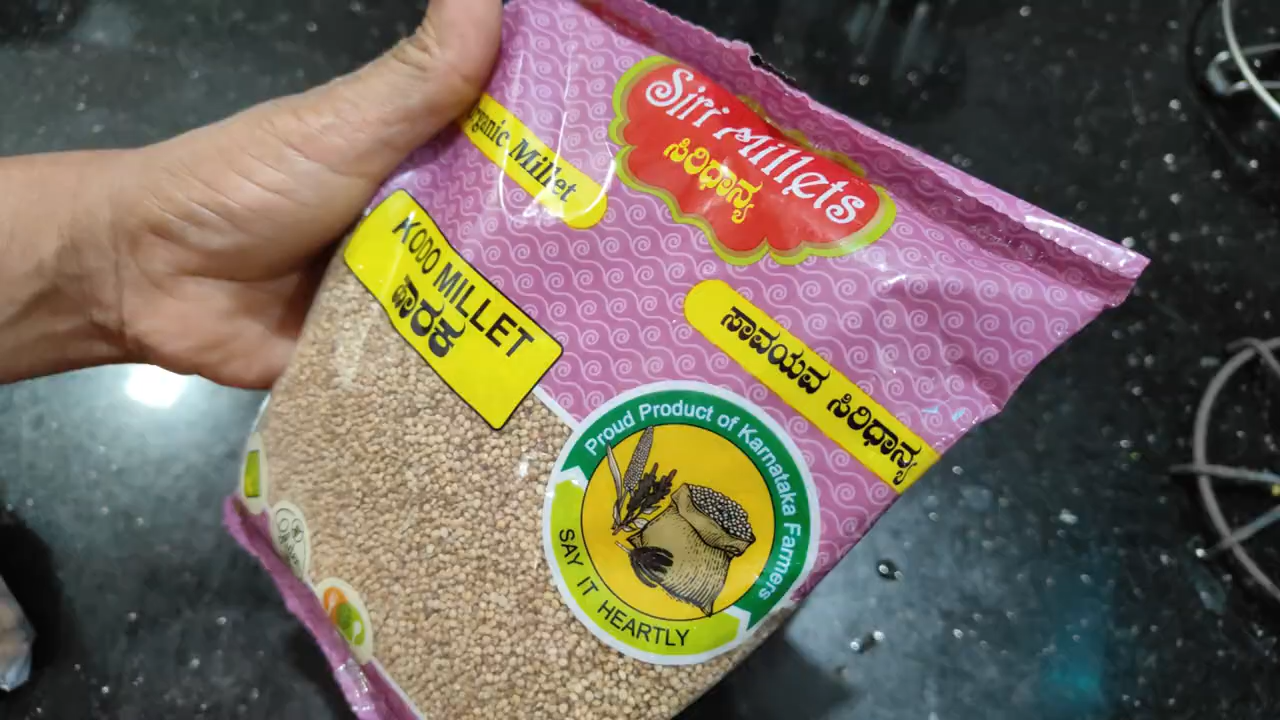 Siri Millets
ಸಿರಿಧಾನ್ಯ
Organic Millet
KODO MILLET
ಹಾರಕ
ಸಾವಯವ ಸಿರಿಧಾನ್ಯ
Proud Product of Karnataka Farmers
SAY IT HEARTLY